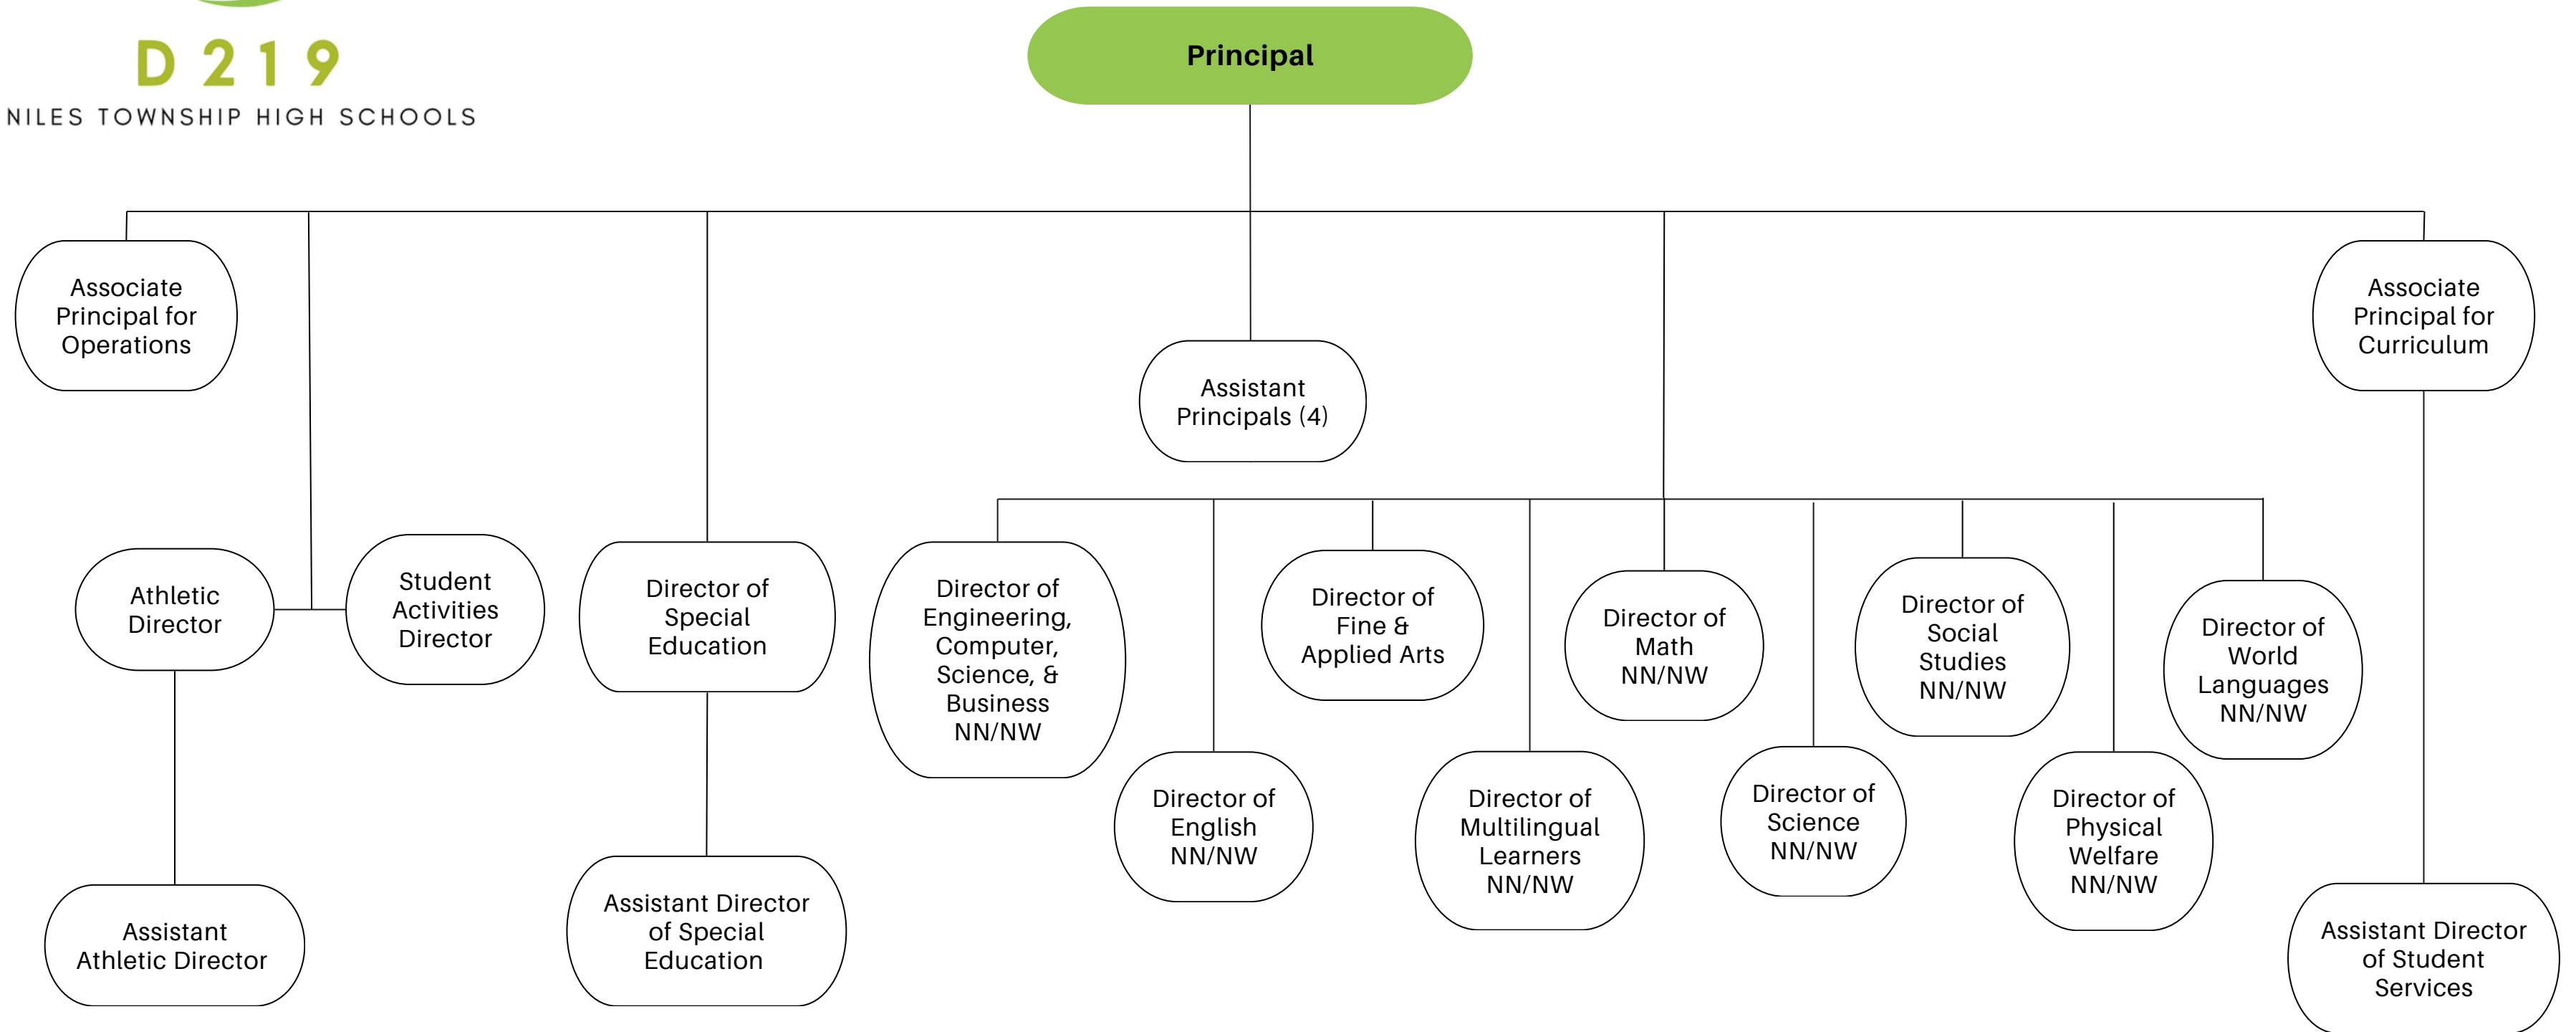 D 219
NILES TOWNSHIP HIGH SCHOOLS
Principal
Associate
Principal for
Operations
Associate
Principal for
Curriculum
Assistant
Principals (4)
Athletic
Director
Student
Activities
Director
Director of
Special
Education
Director of
Engineering,
Computer,
Science, &
Business
NN/NW
Director of
Fine &
Applied Arts
Director of
Math
NN/NW
Director of
Social
Studies
NN/NW
Director of
World
Languages
NN/NW
Director of
English
NN/NW
Director of
Multilingual
Learners
NN/NW
Director of
Science
NN/NW
Director of
Physical
Welfare
NN/NW
Assistant
Athletic Director
Assistant Director
of Special
Education
Assistant Director
of Student
Services